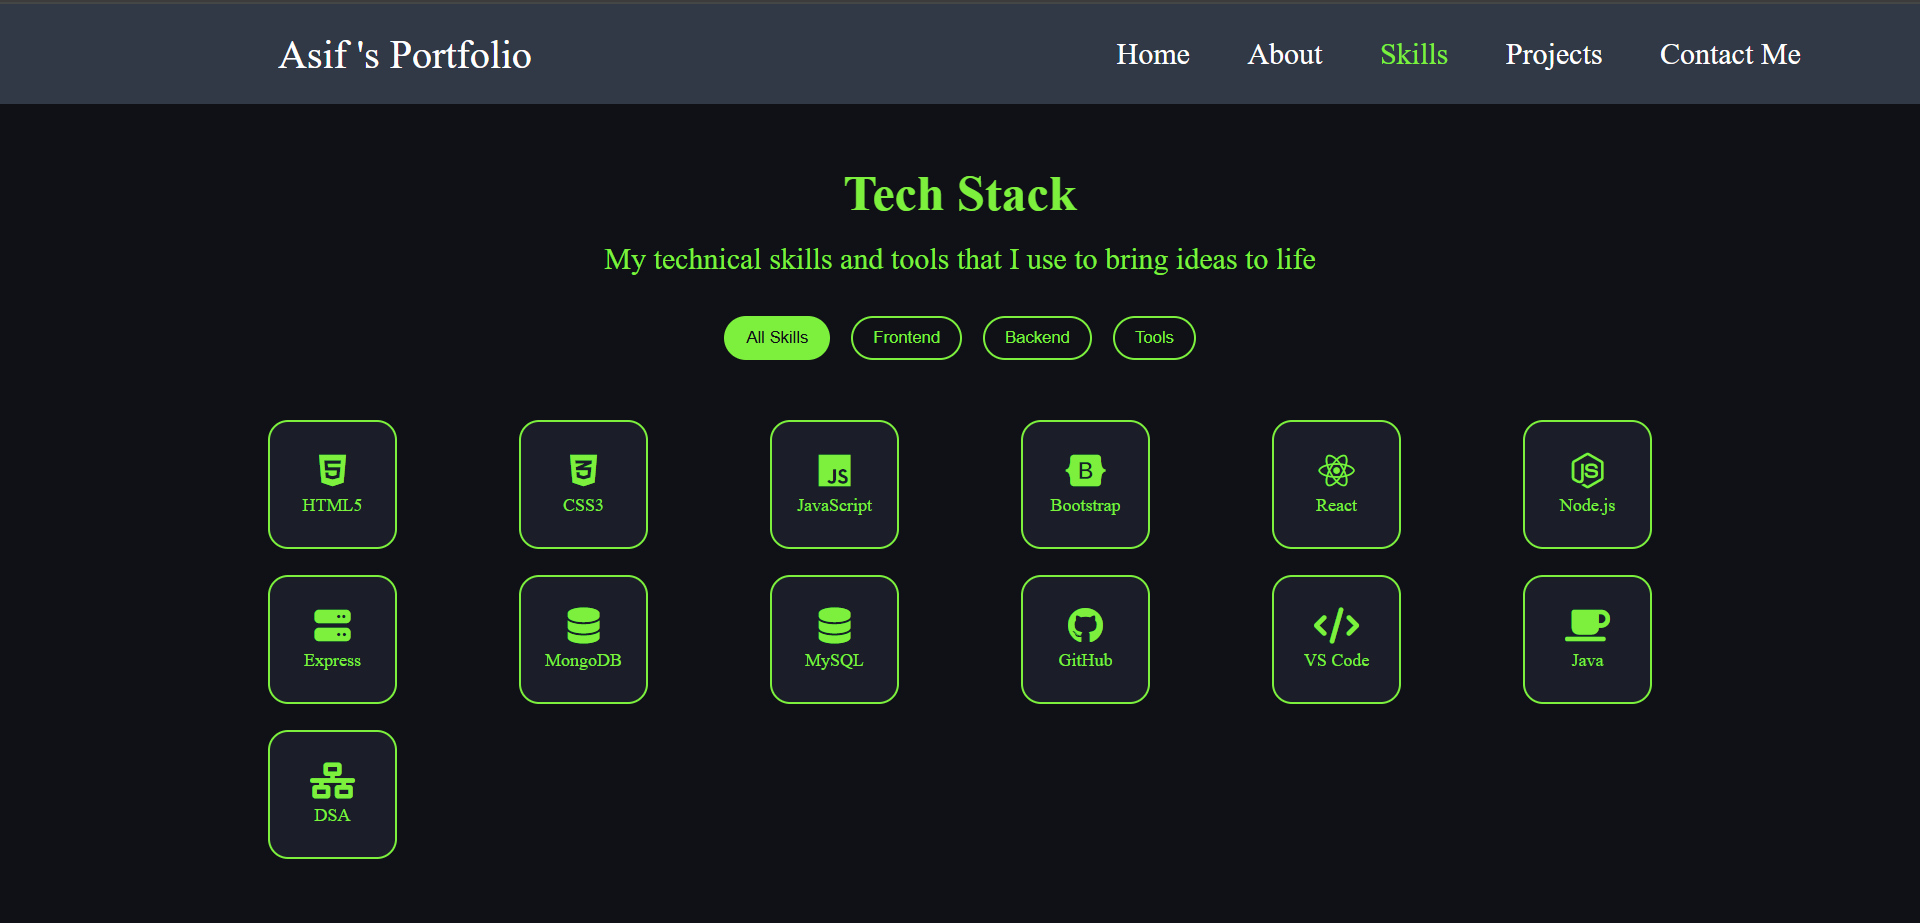 Asif 's Portfolio Home About Skills Projects Contact Me
Tech Stack
My technical skills and tools that I use to bring ideas to life
All Skills Frontend Backend Tools
HTML5 CSS3 JavaScript Bootstrap React Node.js
Express MongoDB MySQL GitHub VS Code Java
DSA